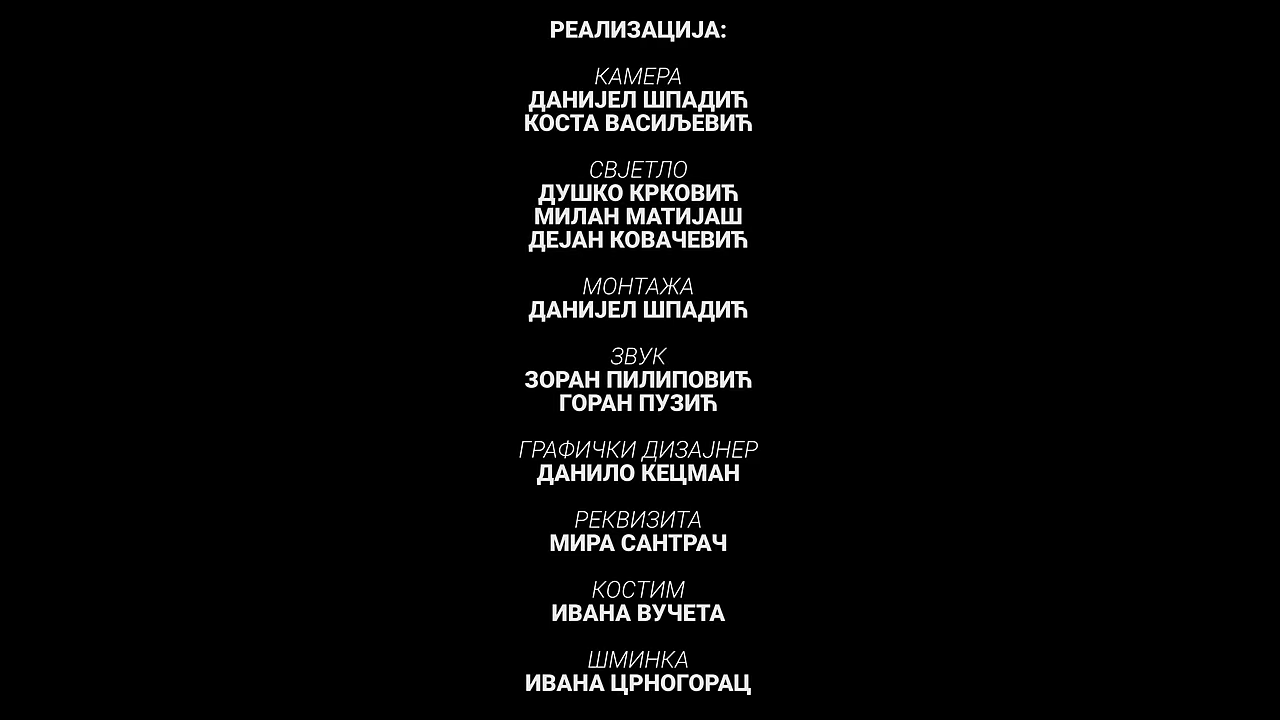 РЕАЛИЗАЦИЈА:
КАМЕРА
ДАНИЈЕЛ ШПАДИЋ
КОСТА ВАСИЉЕВИЋ
СВЈЕТЛО
ДУШКО КРКОВИЋ
МИЛАН МАТИЈАШ
ДЕЈАН КОВАЧЕВИЋ
МОНТАЖА
ДАНИЈЕЛ ШПАДИЋ
ЗВУК
ЗОРАН ПИЛИПОВИЋ
ГОРАН ПУЗИЋ
ГРАФИЧКИ ДИЗАЈНЕР
ДАНИЛО КЕЦМАН
РЕКВИЗИТА
МИРА САНТРАЧ
КОСТИМ
ИВАНА ВУЧЕТА
ШМИНКА
ИВАНА ЦРНОГОРАЦ